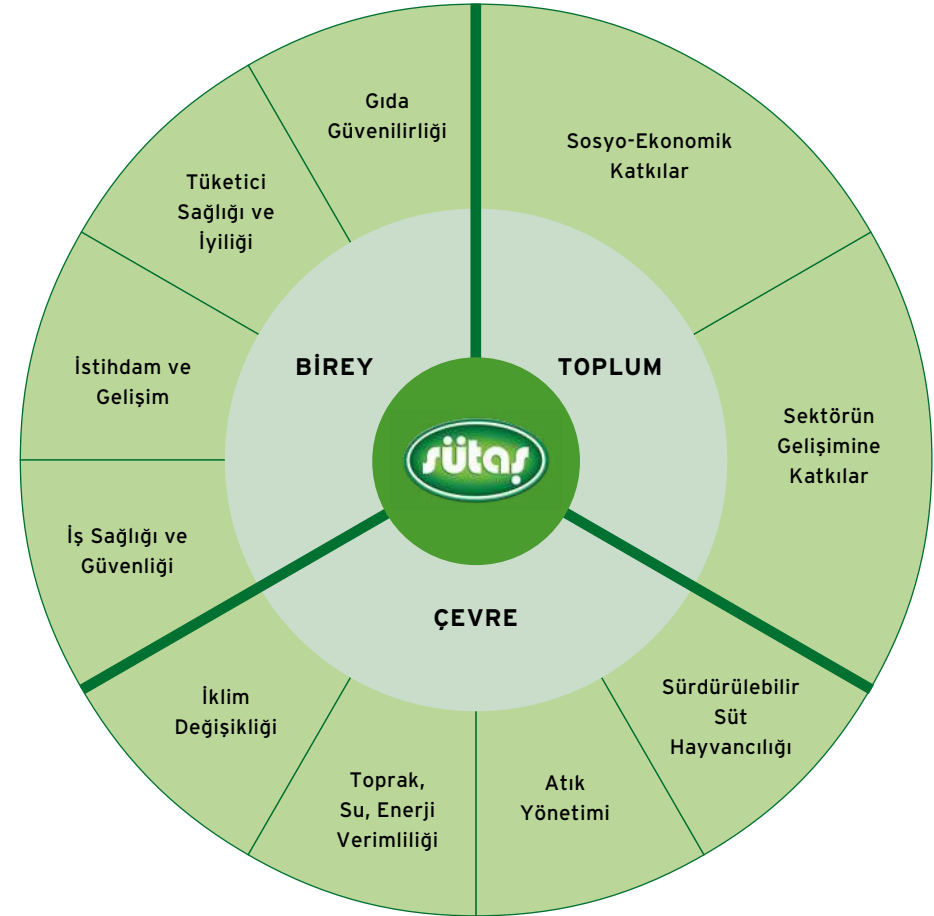 Gıda
Güvenilirliği
Sosyo-Ekonomik
Katkılar
Tüketici
Sağlığı ve
İyiliği
İstihdam ve
Gelişim
BİREY
TOPLUM
Sektörün
Gelişimine
Katkılar
sütaş
İş Sağlığı ve
Güvenliği
ÇEVRE
İklim
Değişikliği
Toprak,
Su, Enerji
Verimliliği
Atık
Yönetimi
Sürdürülebilir
Süt
Hayvancılığı